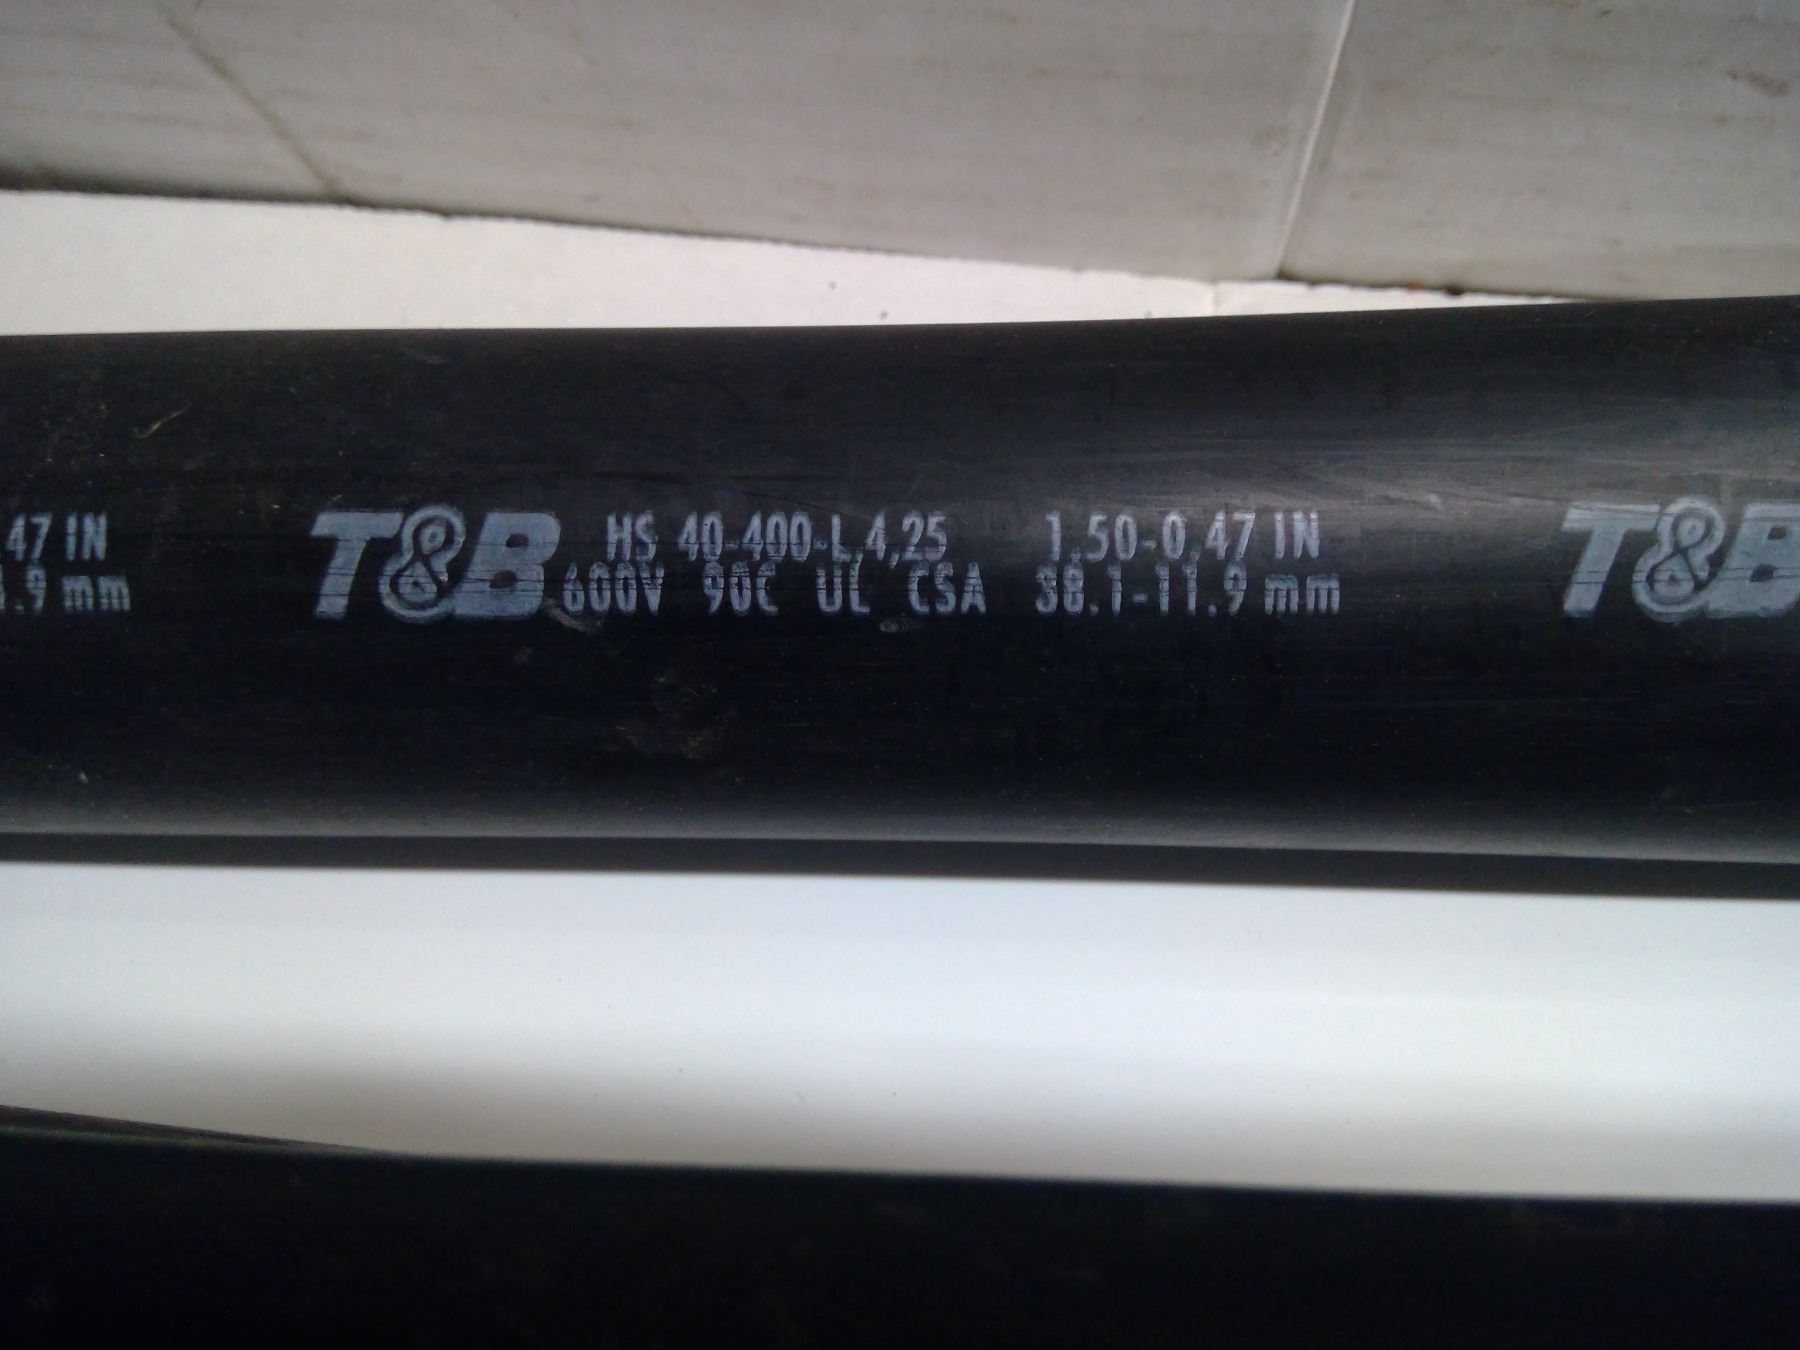 .47 IN
.9 mm
T&B HS 40-400-L 4,25 1.50-0.47 IN
600V 90C UL CSA 38.1-11.9 mm
T&B